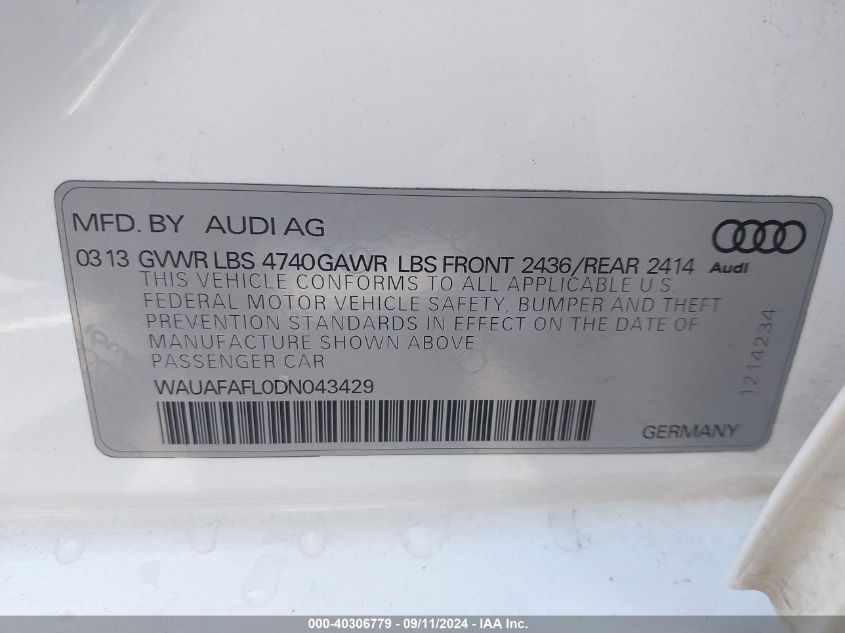 MFD. BY AUDI AG
0313 GVWR LBS 4740 GAWR LBS FRONT 2436/REAR 2414
Audi
THIS VEHICLE CONFORMS TO ALL APPLICABLE U.S.
FEDERAL MOTOR VEHICLE SAFETY, BUMPER AND THEFT
PREVENTION STANDARDS IN EFFECT ON THE DATE OF
MANUFACTURE SHOWN ABOVE
PASSENGER CAR
WAUAFAFL0DN043429
GERMANY
1214234
000-40306779 - 09/11/2024 - IAAI Inc.